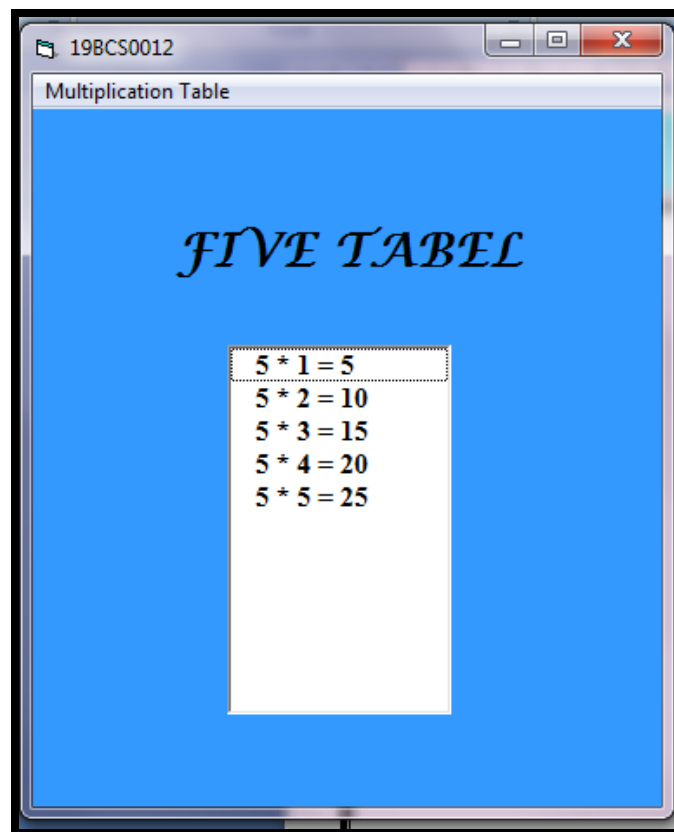 19BCS0012
Multiplication Table
FIVE TABEL
5 * 1 = 5
5 * 2 = 10
5 * 3 = 15
5 * 4 = 20
5 * 5 = 25